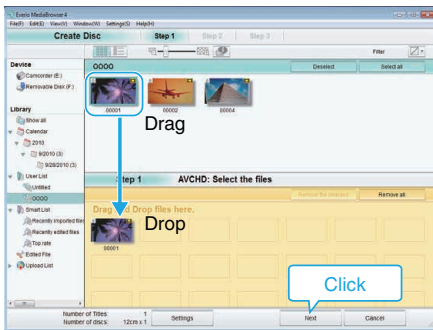 Everio MediaBrowser 4
File(F) Edit(E) View(V) Window(W) Settings(S) Help(H)
Create Disc Step 1 Step 2 Step 3
Filter
Device
Camcorder (E:)
Removable Disk (F:)
Library
Show all
Calendar
2010
9/2010 (3)
9/28/2010 (3)
User List
Untitled
OOOO
Smart List
Recently imported files
Recently edited files
Top rate
Edited File
Upload List
OOOO Deselect Select all
00001 00002 00004
Drag
Step 1 AVCHD: Select the files
Remove the selected Remove all
Drag and Drop files here.
Drop
00001
Click
Number of Titles: 1
Number of discs: 12cm x 1
Settings Next Cancel